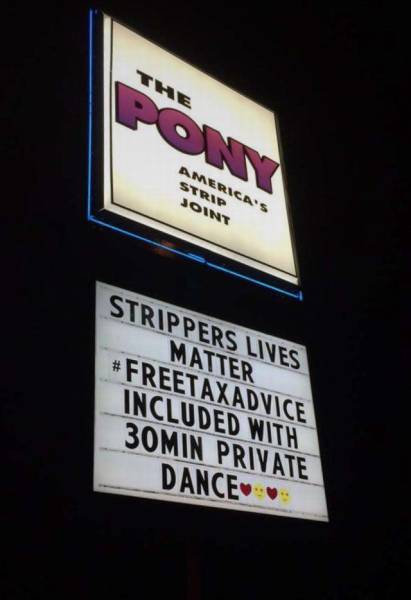 THE
PONY
AMERICA'S
STRIP
JOINT
STRIPPERS LIVES
MATTER
#FREETAXADVICE
INCLUDED WITH
30MIN PRIVATE
DANCE